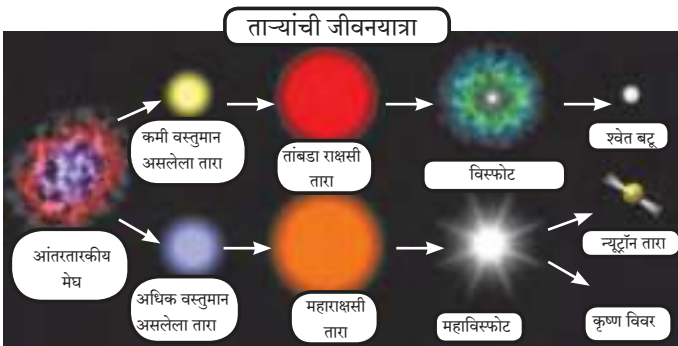 ताऱ्यांची जीवनयात्रा
कमी वस्तुमान
असलेला तारा
तांबडा राक्षसी
तारा
विस्फोट
श्वेत बटू
आंतरतारकीय
मेघ
अधिक वस्तुमान
असलेला तारा
महाराक्षसी
तारा
महाविस्फोट
न्यूट्रॉन तारा
कृष्ण विवर